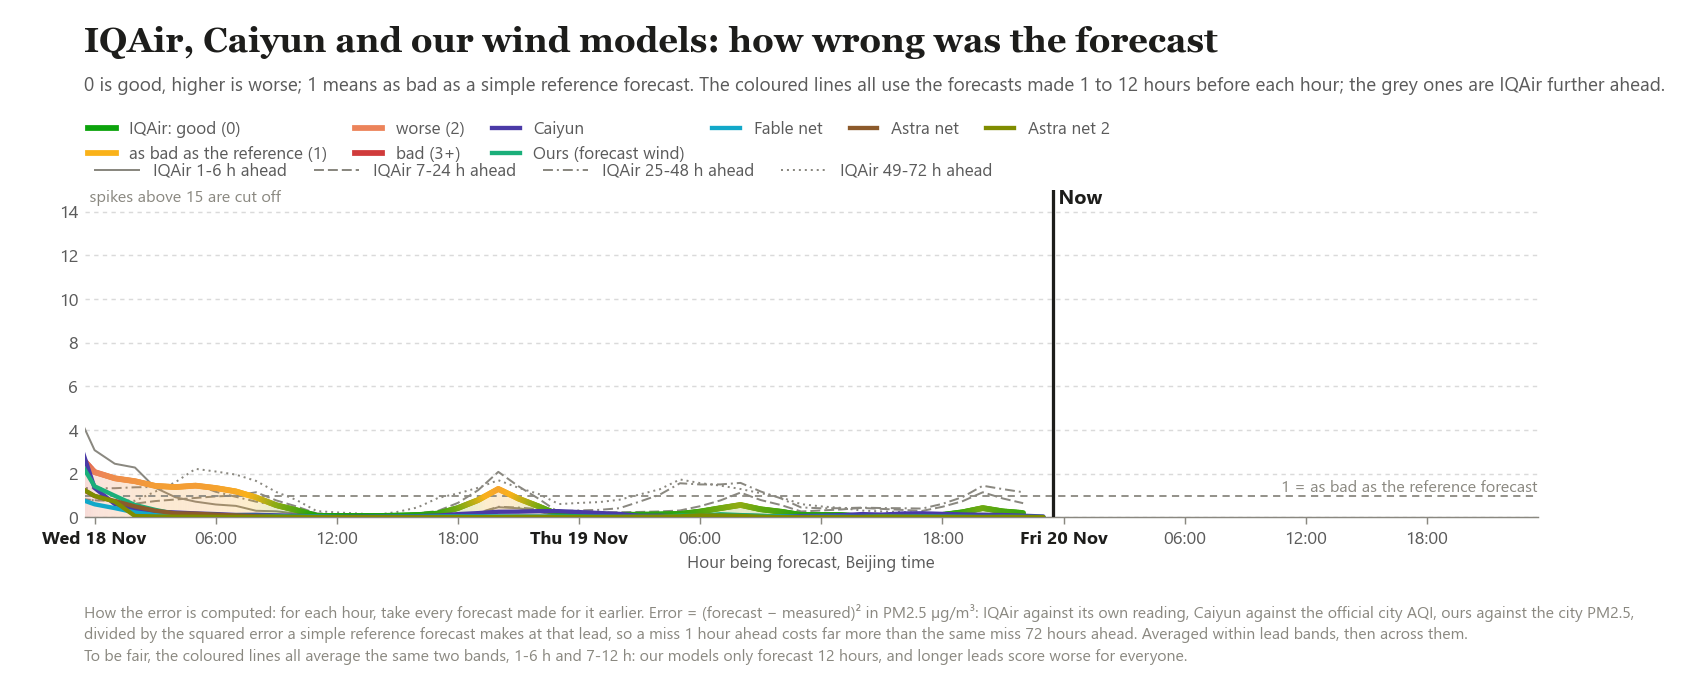 IQAir, Caiyun and our wind models: how wrong was the forecast
0 is good, higher is worse; 1 means as bad as a simple reference forecast. The coloured lines all use the forecasts made 1 to 12 hours before each hour; the grey ones are IQAir further ahead.
IQAir: good (0) worse (2) Caiyun Fable net Astra net Astra net 2
as bad as the reference (1) bad (3+) Ours (forecast wind)
IQAir 1-6 h ahead IQAir 7-24 h ahead IQAir 25-48 h ahead IQAir 49-72 h ahead
spikes above 15 are cut off
Now
14
12
10
8
6
4
2
1 = as bad as the reference forecast
0
Wed 18 Nov 06:00 12:00 18:00 Thu 19 Nov 06:00 12:00 18:00 Fri 20 Nov 06:00 12:00 18:00
Hour being forecast, Beijing time
How the error is computed: for each hour, take every forecast made for it earlier. Error = (forecast − measured)² in PM2.5 µg/m³: IQAir against its own reading, Caiyun against the official city AQI, ours against the city PM2.5,
divided by the squared error a simple reference forecast makes at that lead, so a miss 1 hour ahead costs far more than the same miss 72 hours ahead. Averaged within lead bands, then across them.
To be fair, the coloured lines all average the same two bands, 1-6 h and 7-12 h: our models only forecast 12 hours, and longer leads score worse for everyone.